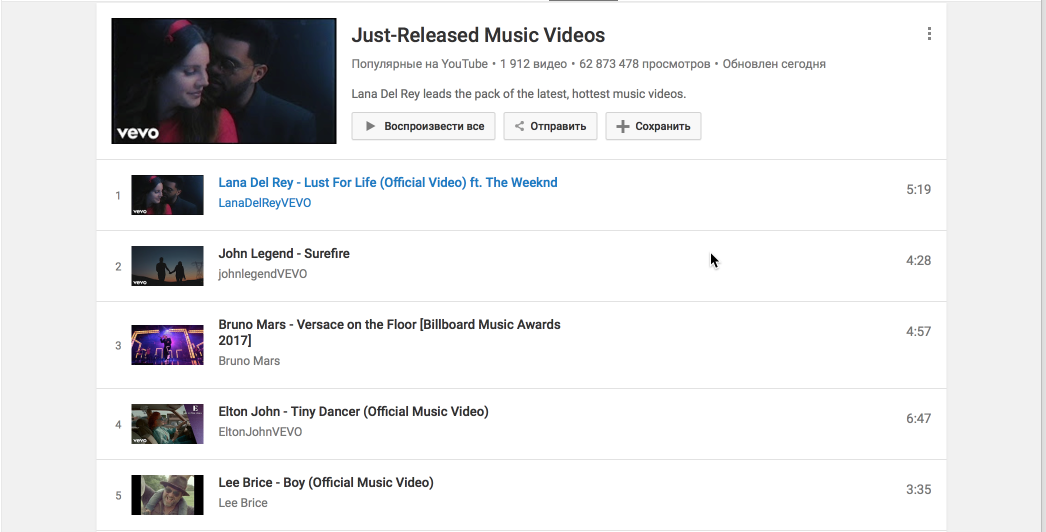 vevo
Just-Released Music Videos
Популярные на YouTube • 1 912 видео • 62 873 478 просмотров • Обновлен сегодня
Lana Del Rey leads the pack of the latest, hottest music videos.
Воспроизвести все
Отправить
Сохранить
1
vevo
Lana Del Rey - Lust For Life (Official Video) ft. The Weeknd
LanaDelReyVEVO
5:19
2
vevo
John Legend - Surefire
johnlegendVEVO
4:28
3
Bruno Mars - Versace on the Floor [Billboard Music Awards
2017]
Bruno Mars
4:57
4
vevo
E
Elton John - Tiny Dancer (Official Music Video)
EltonJohnVEVO
6:47
5
Lee Brice - Boy (Official Music Video)
Lee Brice
3:35